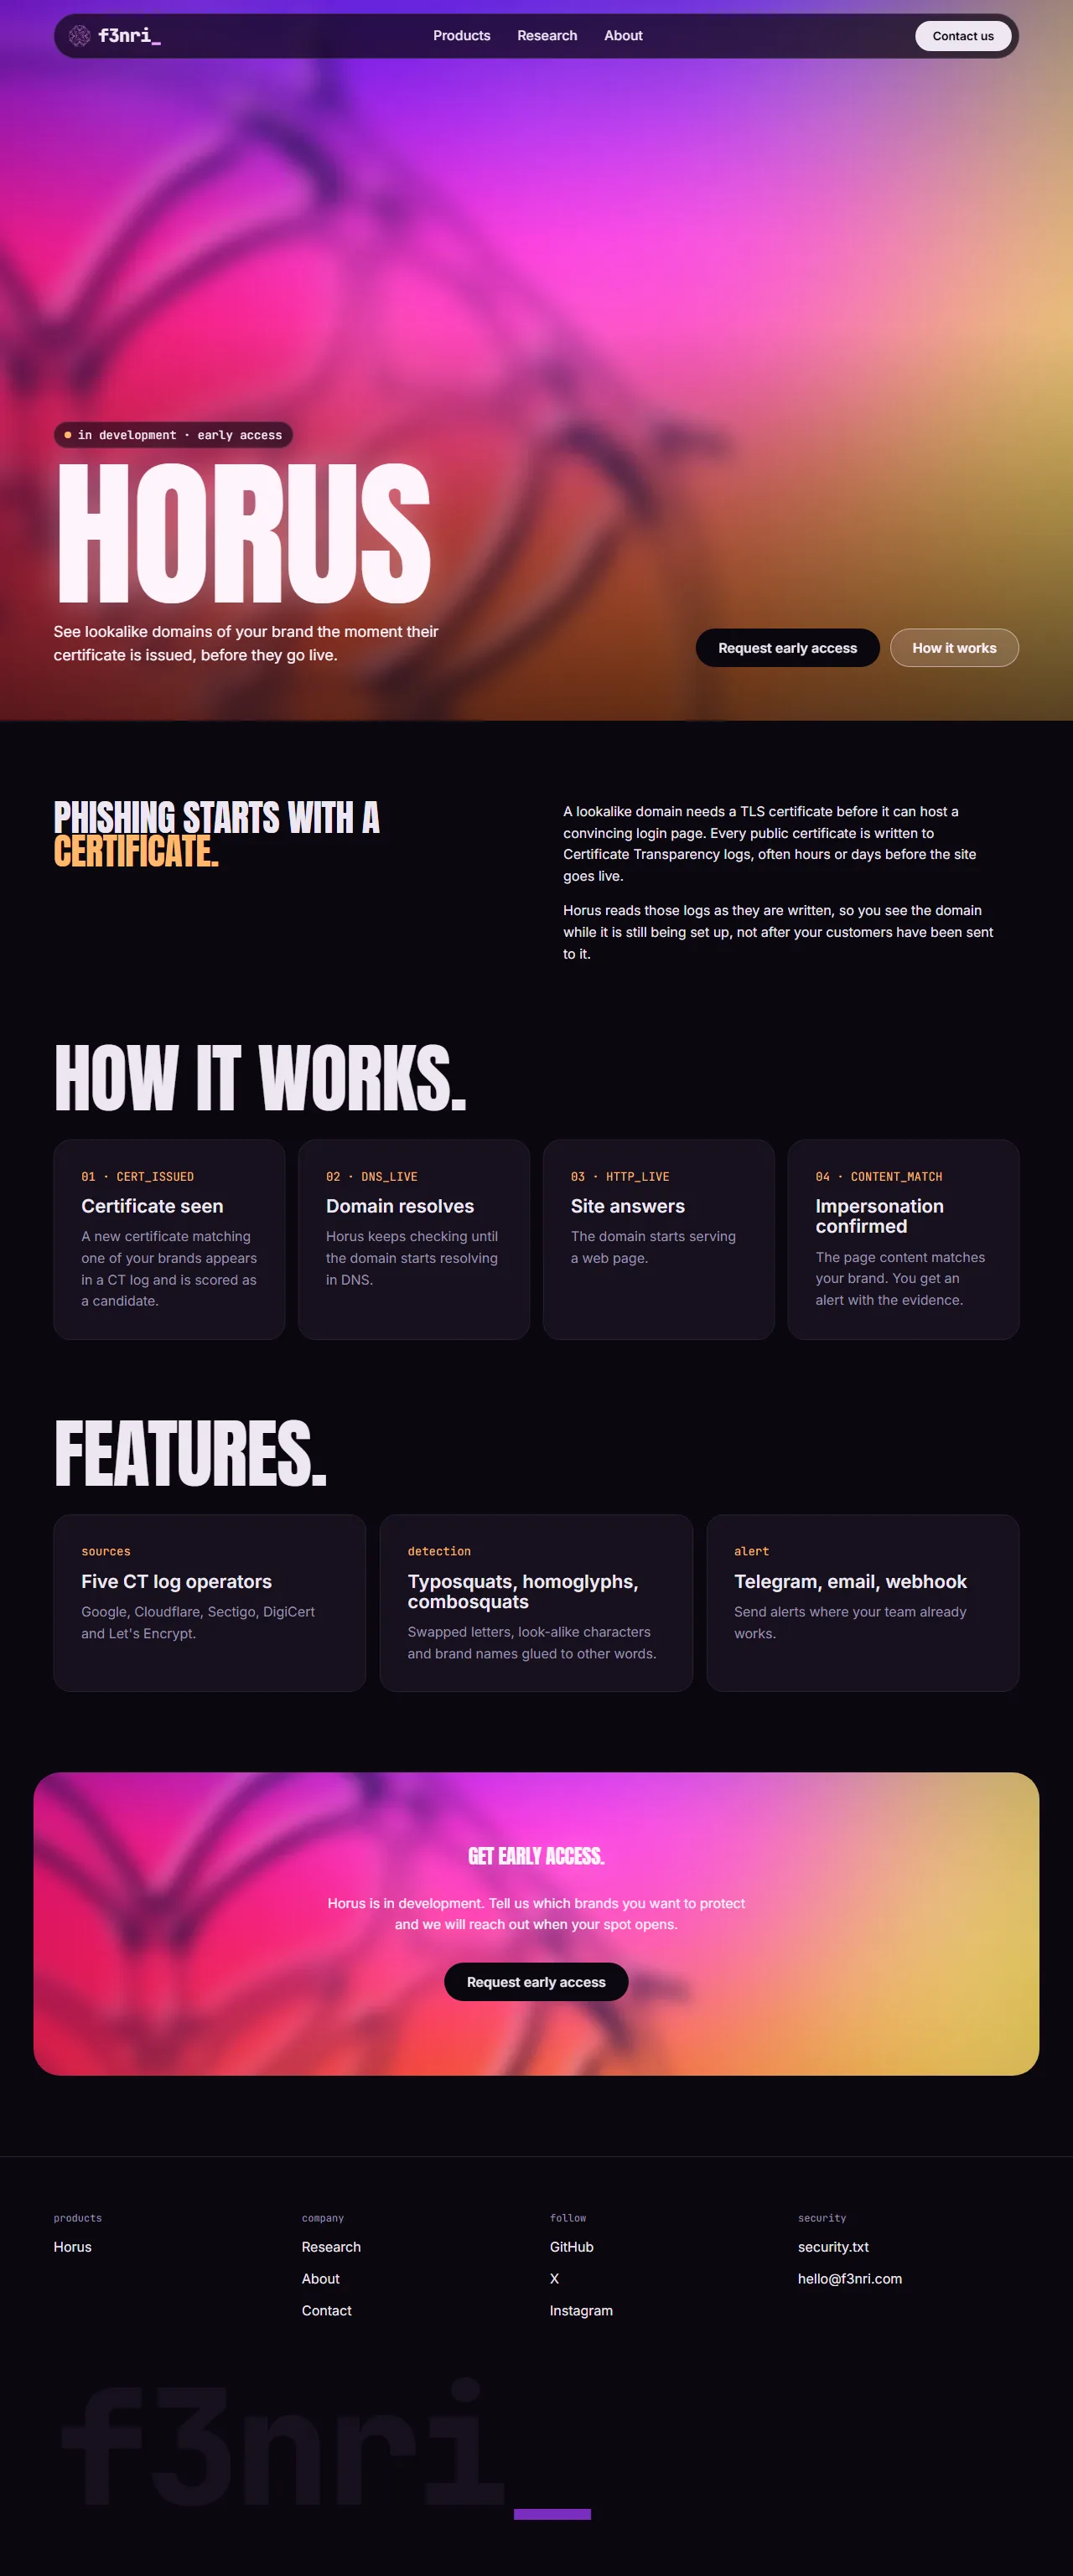 f3nri_
Products
Research
About
Contact us
in development · early access
HORUS
See lookalike domains of your brand the moment their
certificate is issued, before they go live.
Request early access
How it works
PHISHING STARTS WITH A
CERTIFICATE.
A lookalike domain needs a TLS certificate before it can host a
convincing login page. Every public certificate is written to
Certificate Transparency logs, often hours or days before the site
goes live.
Horus reads those logs as they are written, so you see the domain
while it is still being set up, not after your customers have been sent
to it.
HOW IT WORKS.
01 · CERT_ISSUED
Certificate seen
A new certificate matching
one of your brands appears
in a CT log and is scored as
a candidate.
02 · DNS_LIVE
Domain resolves
Horus keeps checking until
the domain starts resolving
in DNS.
03 · HTTP_LIVE
Site answers
The domain starts serving
a web page.
04 · CONTENT_MATCH
Impersonation
confirmed
The page content matches
your brand. You get an
alert with the evidence.
FEATURES.
sources
Five CT log operators
Google, Cloudflare, Sectigo, DigiCert
and Let's Encrypt.
detection
Typosquats, homoglyphs,
combosquats
Swapped letters, look-alike characters
and brand names glued to other words.
alert
Telegram, email, webhook
Send alerts where your team already
works.
GET EARLY ACCESS.
Horus is in development. Tell us which brands you want to protect
and we will reach out when your spot opens.
Request early access
products
Horus
company
Research
About
Contact
follow
GitHub
X
Instagram
security
security.txt
hello@f3nri.com
f3nri_